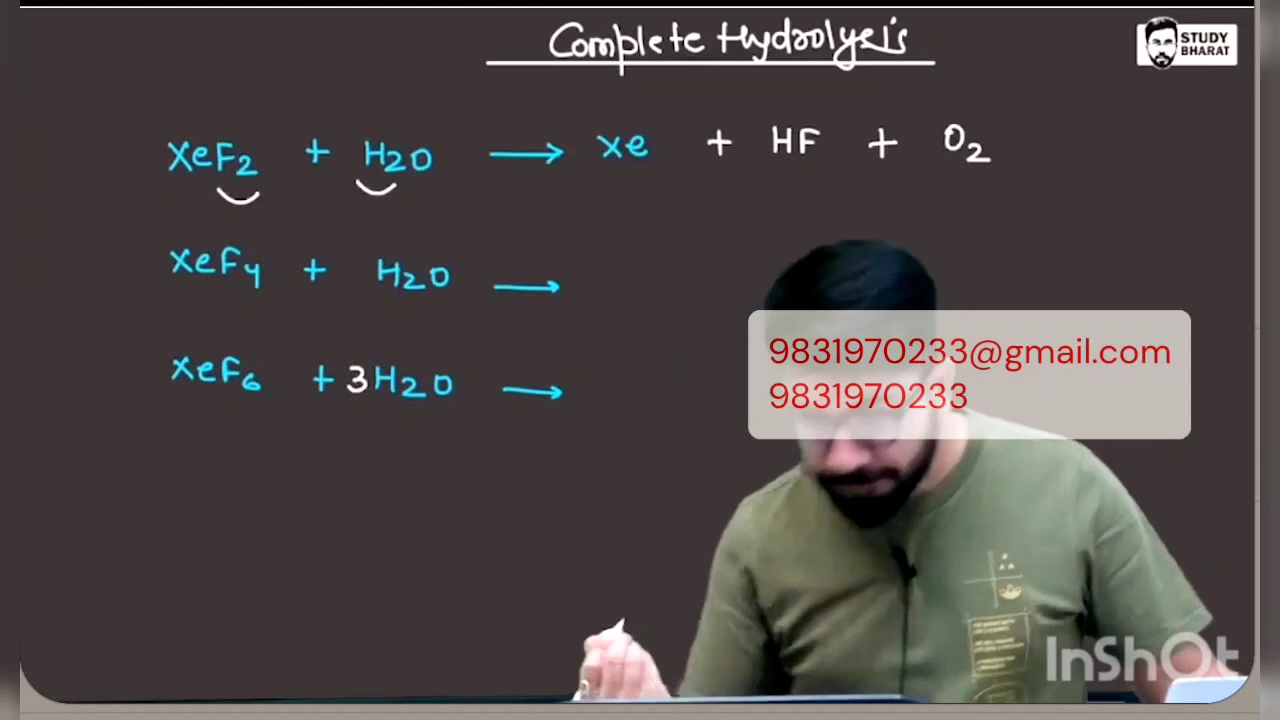 Complete Hydrolysis
STUDY
BHARAT
XeF2 + H2O → Xe + HF + O2
XeF4 + H2O →
XeF6 + 3H2O →
9831970233@gmail.com
9831970233
InShOt